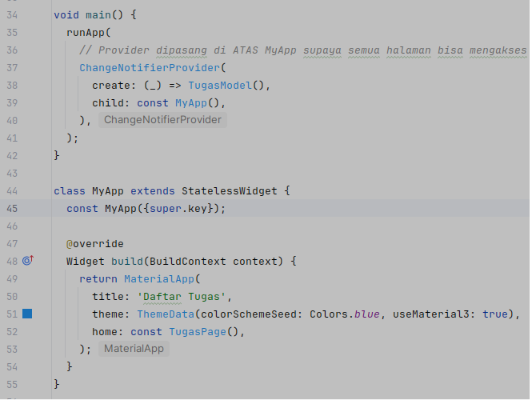 34 void main() {
35 runApp(
36 // Provider dipasang di ATAS MyApp supaya semua halaman bisa mengakses
37 ChangeNotifierProvider(
38 create: (_) => TugasModel(),
39 child: const MyApp(),
40 ), ChangeNotifierProvider
41 );
42 }
43
44 class MyApp extends StatelessWidget {
45 const MyApp({super.key});
46
47 @override
48 Widget build(BuildContext context) {
49 return MaterialApp(
50 title: 'Daftar Tugas',
51 theme: ThemeData(colorSchemeSeed: Colors.blue, useMaterial3: true),
52 home: const TugasPage(),
53 ); MaterialApp
54 }
55 }